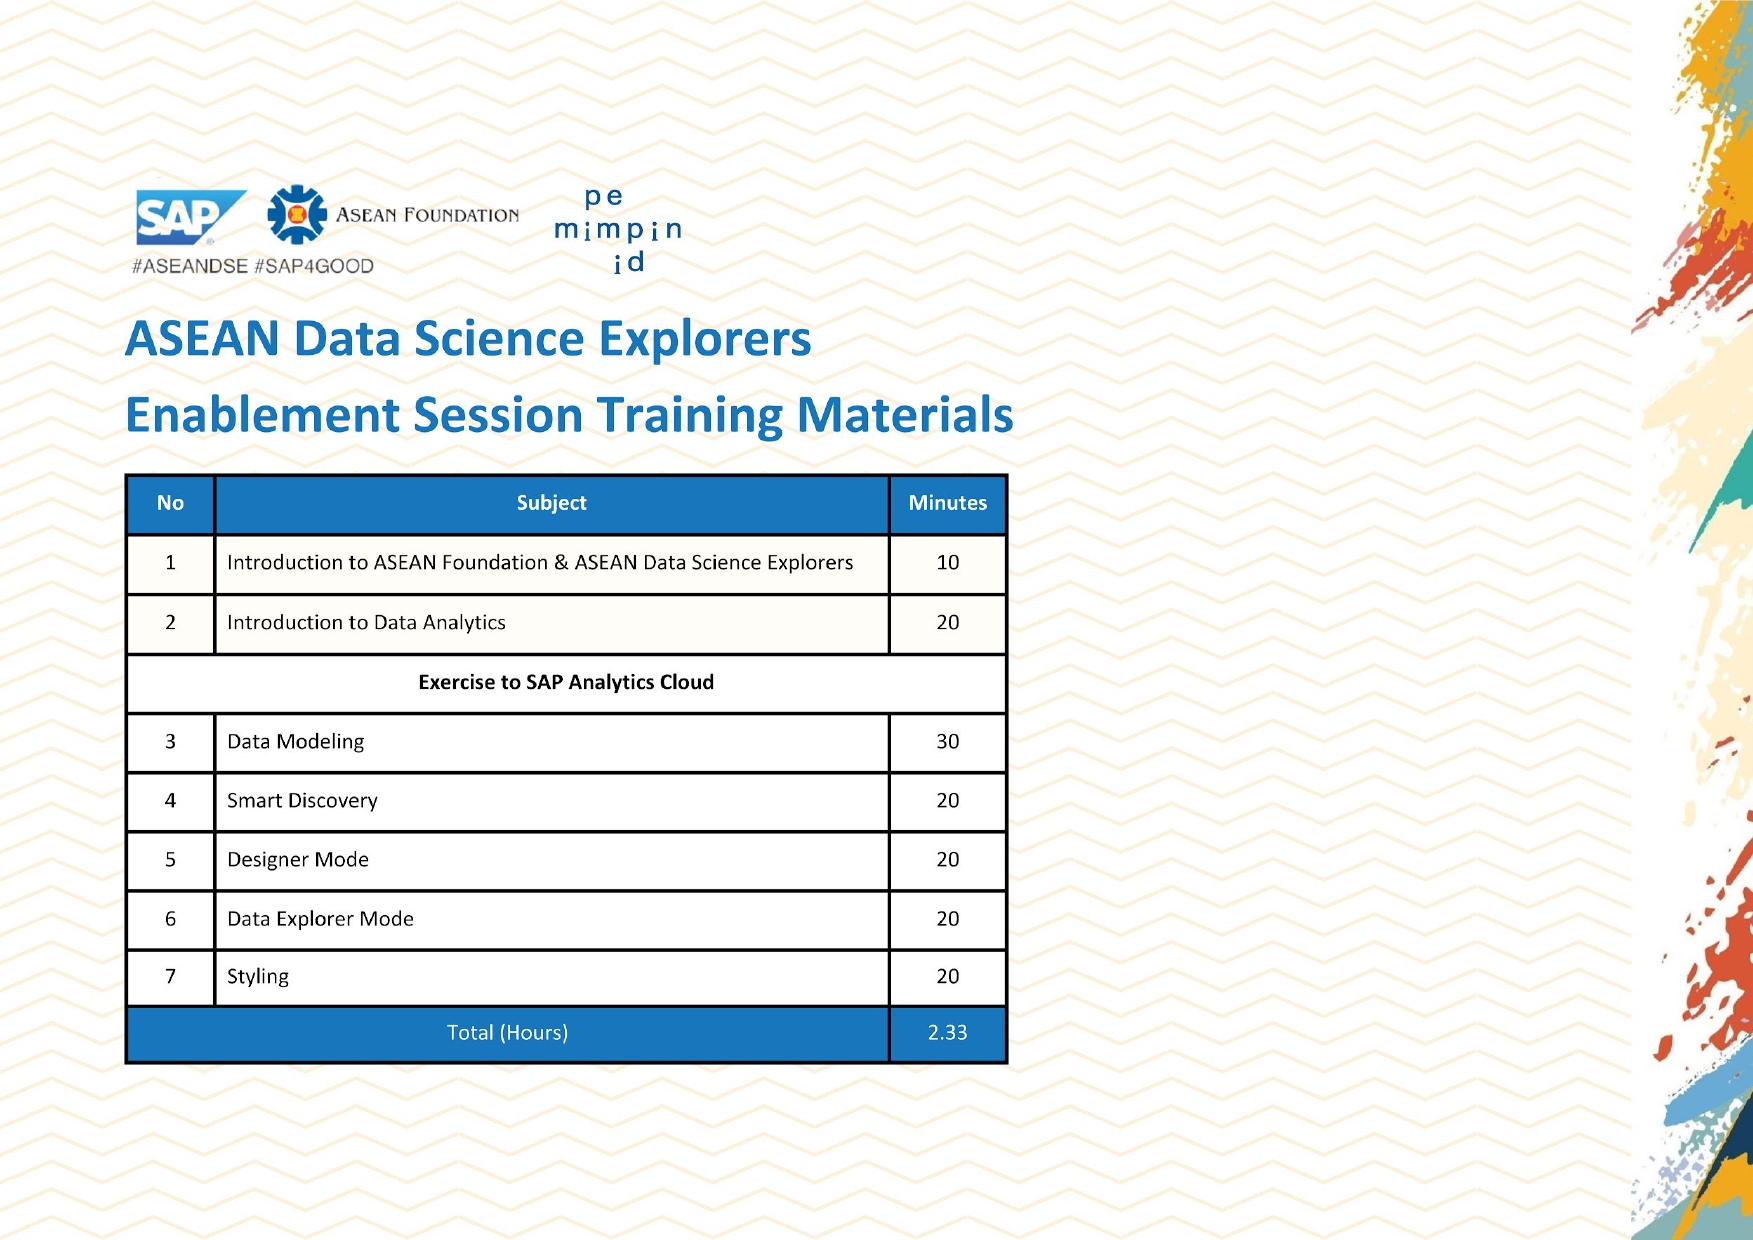 SAP ®
ASEAN FOUNDATION
#ASEANDSE #SAP4GOOD
pe
mimpin
id
ASEAN Data Science Explorers
Enablement Session Training Materials
No Subject Minutes
1 Introduction to ASEAN Foundation & ASEAN Data Science Explorers 10
2 Introduction to Data Analytics 20
Exercise to SAP Analytics Cloud
3 Data Modeling 30
4 Smart Discovery 20
5 Designer Mode 20
6 Data Explorer Mode 20
7 Styling 20
Total (Hours) 2.33